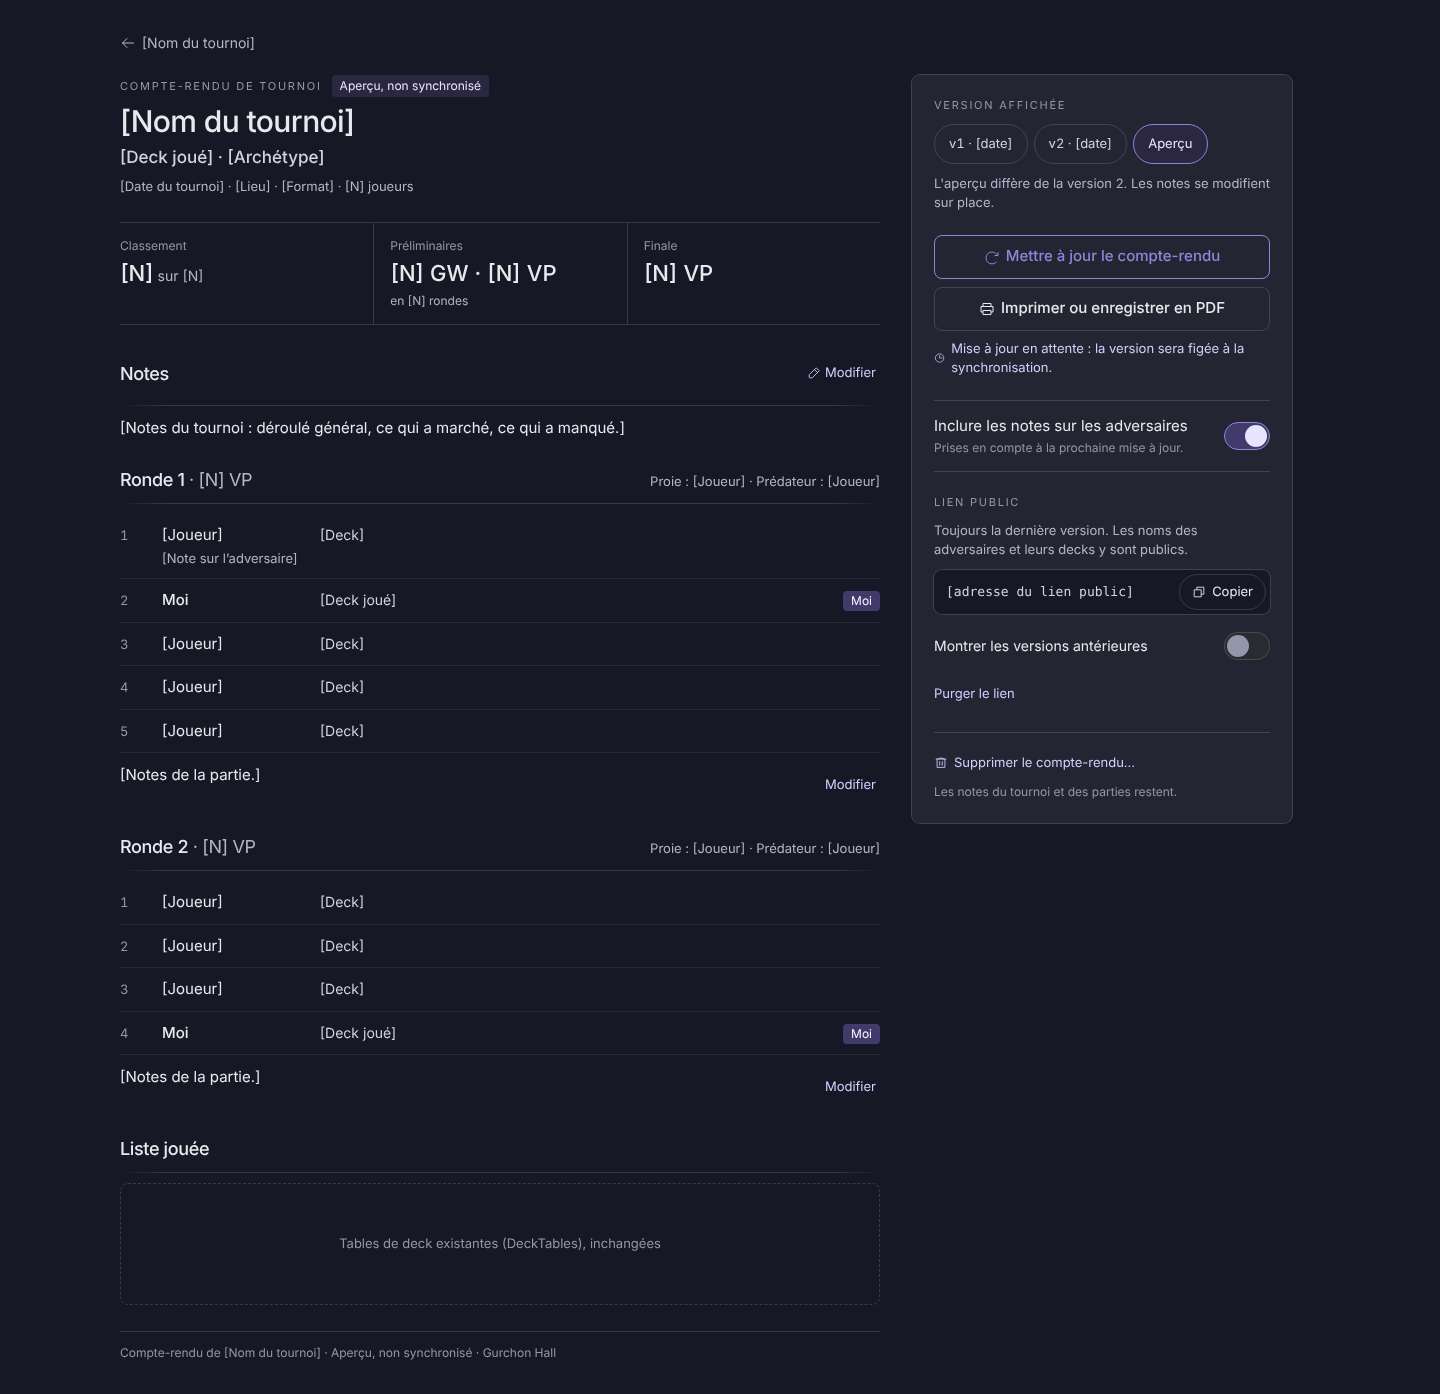 [Nom du tournoi]
COMPTE-RENDU DE TOURNOI Aperçu, non synchronisé
[Nom du tournoi]
[Deck joué] · [Archétype]
[Date du tournoi] · [Lieu] · [Format] · [N] joueurs
Classement
[N] sur [N]
Préliminaires
[N] GW · [N] VP
en [N] rondes
Finale
[N] VP
Notes
Modifier
[Notes du tournoi : déroulé général, ce qui a marché, ce qui a manqué.]
Ronde 1 · [N] VP
Proie : [Joueur] · Prédateur : [Joueur]
1 [Joueur] [Deck]
[Note sur l’adversaire]
2 Moi [Deck joué] Moi
3 [Joueur] [Deck]
4 [Joueur] [Deck]
5 [Joueur] [Deck]
[Notes de la partie.]
Modifier
Ronde 2 · [N] VP
Proie : [Joueur] · Prédateur : [Joueur]
1 [Joueur] [Deck]
2 [Joueur] [Deck]
3 [Joueur] [Deck]
4 Moi [Deck joué] Moi
[Notes de la partie.]
Modifier
Liste jouée
Tables de deck existantes (DeckTables), inchangées
Compte-rendu de [Nom du tournoi] · Aperçu, non synchronisé · Gurchon Hall
VERSION AFFICHÉE
v1 · [date] v2 · [date] Aperçu
L'aperçu diffère de la version 2. Les notes se modifient
sur place.
Mettre à jour le compte-rendu
Imprimer ou enregistrer en PDF
Mise à jour en attente : la version sera figée à la
synchronisation.
Inclure les notes sur les adversaires
Prises en compte à la prochaine mise à jour.
LIEN PUBLIC
Toujours la dernière version. Les noms des
adversaires et leurs decks y sont publics.
[adresse du lien public] Copier
Montrer les versions antérieures
Purger le lien
Supprimer le compte-rendu...
Les notes du tournoi et des parties restent.